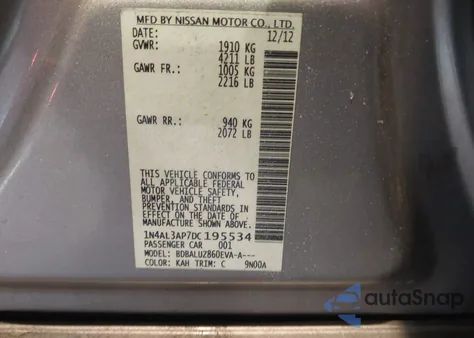 MFD BY NISSAN MOTOR CO., LTD.
DATE: 12/12
GVWR: 1910 KG
4211 LB
GAWR FR.: 1005 KG
2216 LB
GAWR RR.: 940 KG
2072 LB
THIS VEHICLE CONFORMS TO
ALL APPLICABLE FEDERAL
MOTOR VEHICLE SAFETY,
BUMPER, AND THEFT
PREVENTION STANDARDS IN
EFFECT ON THE DATE OF
MANUFACTURE SHOWN ABOVE.
1N4AL3AP7DC195534
PASSENGER CAR 001
MODEL: BDBALUZ860EVA-A---
COLOR: KAH TRIM: C 9N00A
autaSnap